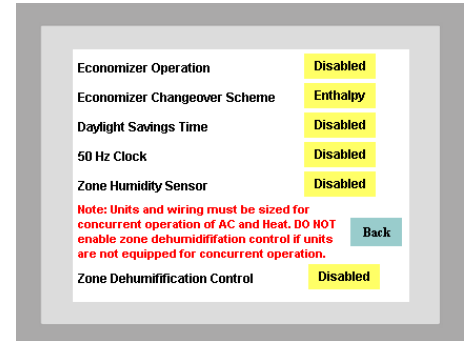 Economizer Operation Disabled
Economizer Changeover Scheme Enthalpy
Daylight Savings Time Disabled
50 Hz Clock Disabled
Zone Humidity Sensor Disabled
Note: Units and wiring must be sized for
concurrent operation of AC and Heat. DO NOT
enable zone dehumidififation control if units
are not equipped for concurrent operation.
Back
Zone Dehumifification Control Disabled